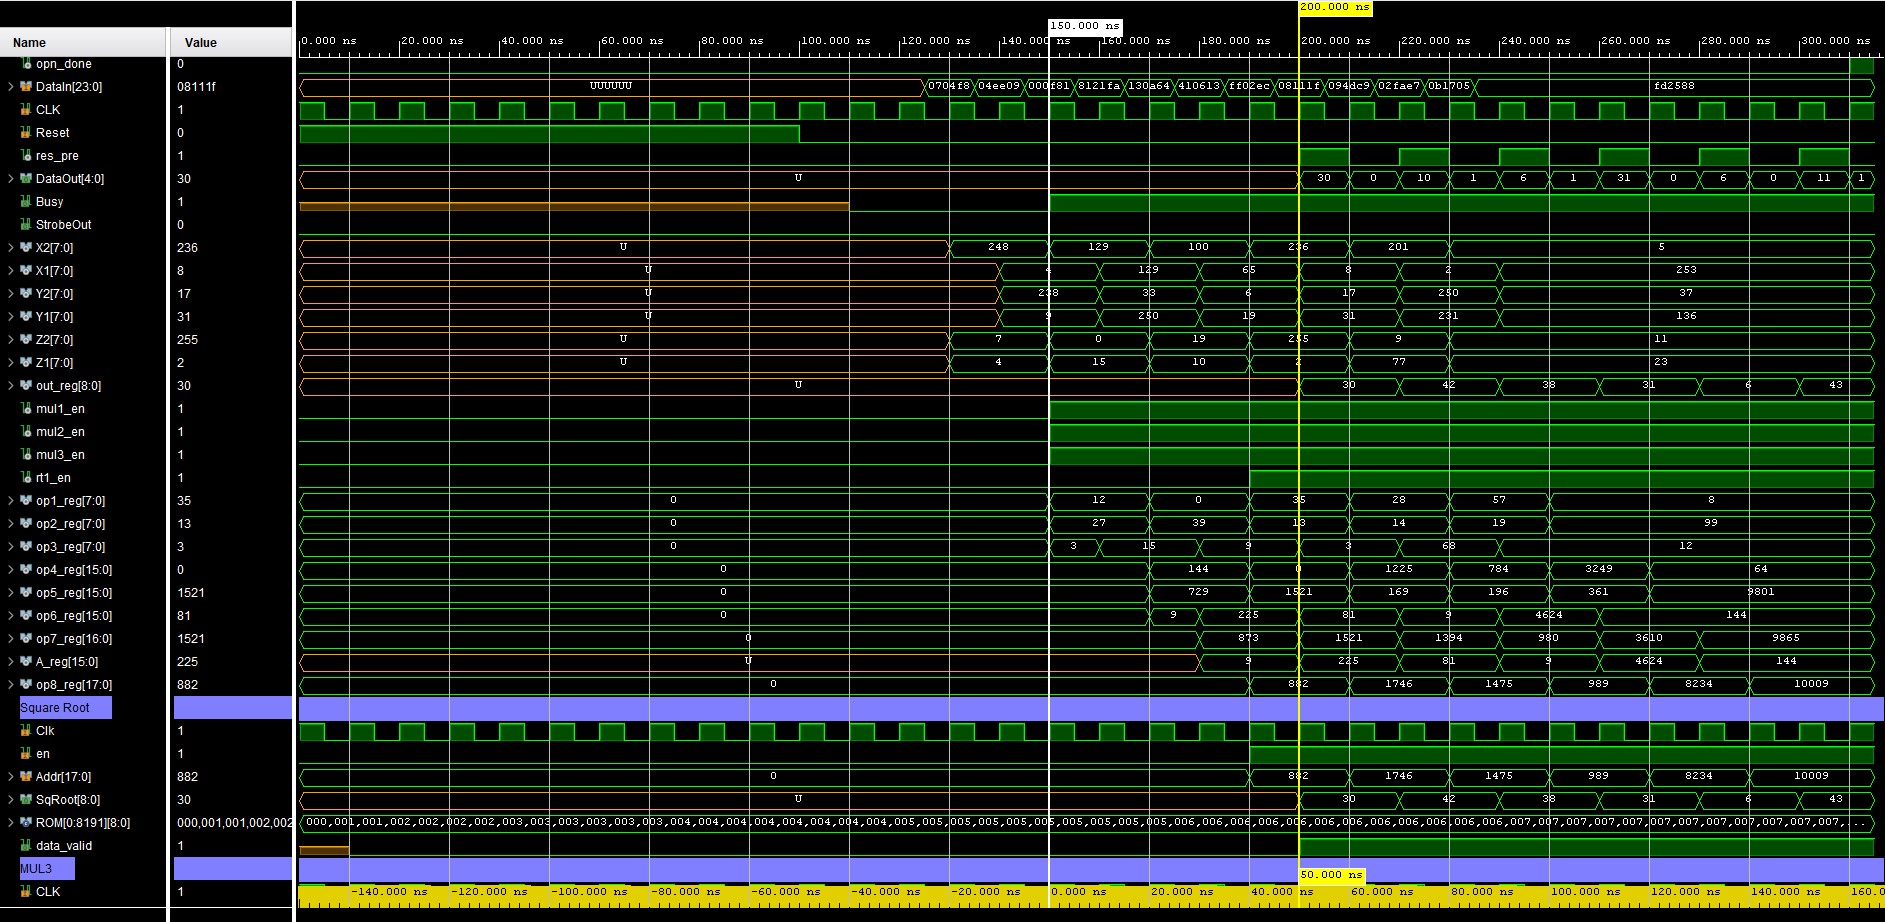 200.000 ns
150.000 ns
Name Value 0.000 ns 20.000 ns 40.000 ns 60.000 ns 80.000 ns 100.000 ns 120.000 ns 140.000 ns 160.000 ns 180.000 ns 200.000 ns 220.000 ns 240.000 ns 260.000 ns 280.000 ns 300.000 ns
opn_done 0
DataIn[23:0] 08111f UUUUUU 0704f8 04ee09 000f81 8121fa 130a64 410613 ff02ec 08111f 094dc9 02fae7 0b1705 fd2588
CLK 1
Reset 0
res_pre 1
DataOut[4:0] 30 U 30 0 10 1 6 1 31 0 6 0 11 1
Busy 1
StrobeOut 0
X2[7:0] 236 U 248 129 100 236 201 5
X1[7:0] 8 U 4 129 65 8 2 253
Y2[7:0] 17 U 238 33 6 17 250 37
Y1[7:0] 31 U 9 250 19 31 231 136
Z2[7:0] 255 U 7 0 19 255 9 11
Z1[7:0] 2 U 4 15 10 2 77 23
out_reg[8:0] 30 U 30 42 38 31 6 43
mul1_en 1
mul2_en 1
mul3_en 1
rt1_en 1
op1_reg[7:0] 35 0 12 0 35 28 57 8
op2_reg[7:0] 13 0 27 39 13 14 19 99
op3_reg[7:0] 3 0 3 15 9 3 68 12
op4_reg[15:0] 0 0 144 0 1225 784 3249 64
op5_reg[15:0] 1521 0 729 1521 169 196 361 9801
op6_reg[15:0] 81 0 9 225 81 9 4624 144
op7_reg[16:0] 1521 0 873 1521 1394 980 3610 9865
A_reg[15:0] 225 U 9 225 81 9 4624 144
op8_reg[17:0] 882 0 882 1746 1475 989 8234 10009
Square Root
Clk 1
en 1
Addr[17:0] 882 0 882 1746 1475 989 8234 10009
SqRoot[8:0] 30 U 30 42 38 31 6 43
ROM[0:8191][8:0] 000,001,001,002,002 000,001,001,002,002,002,002,003,003,003,003,003,003,004,004,004,004,004,004,004,004,005,005,005,005,005,005,005,005,005,005,006,006,006,006,006,006,006,006,006,006,006,006,007,007,007,007,007,007,007,007,007,...
data_valid 1
MUL3 50.000 ns
CLK 1 -140.000 ns -120.000 ns -100.000 ns -80.000 ns -60.000 ns -40.000 ns -20.000 ns 0.000 ns 20.000 ns 40.000 ns 60.000 ns 80.000 ns 100.000 ns 120.000 ns 140.000 ns 160.0